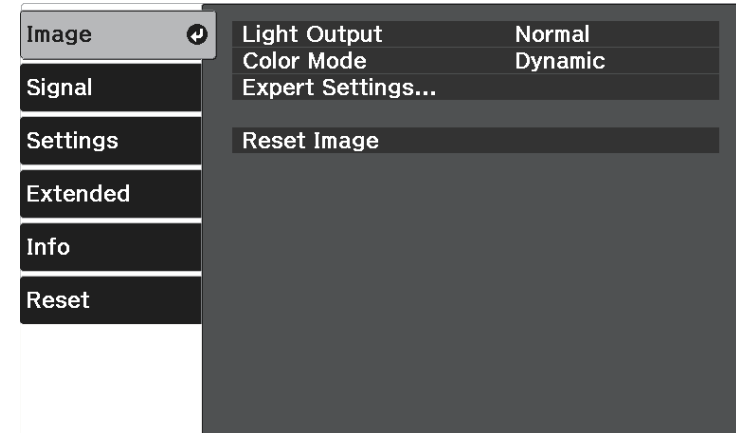 Image
Signal
Settings
Extended
Info
Reset
Light Output Normal
Color Mode Dynamic
Expert Settings...
Reset Image